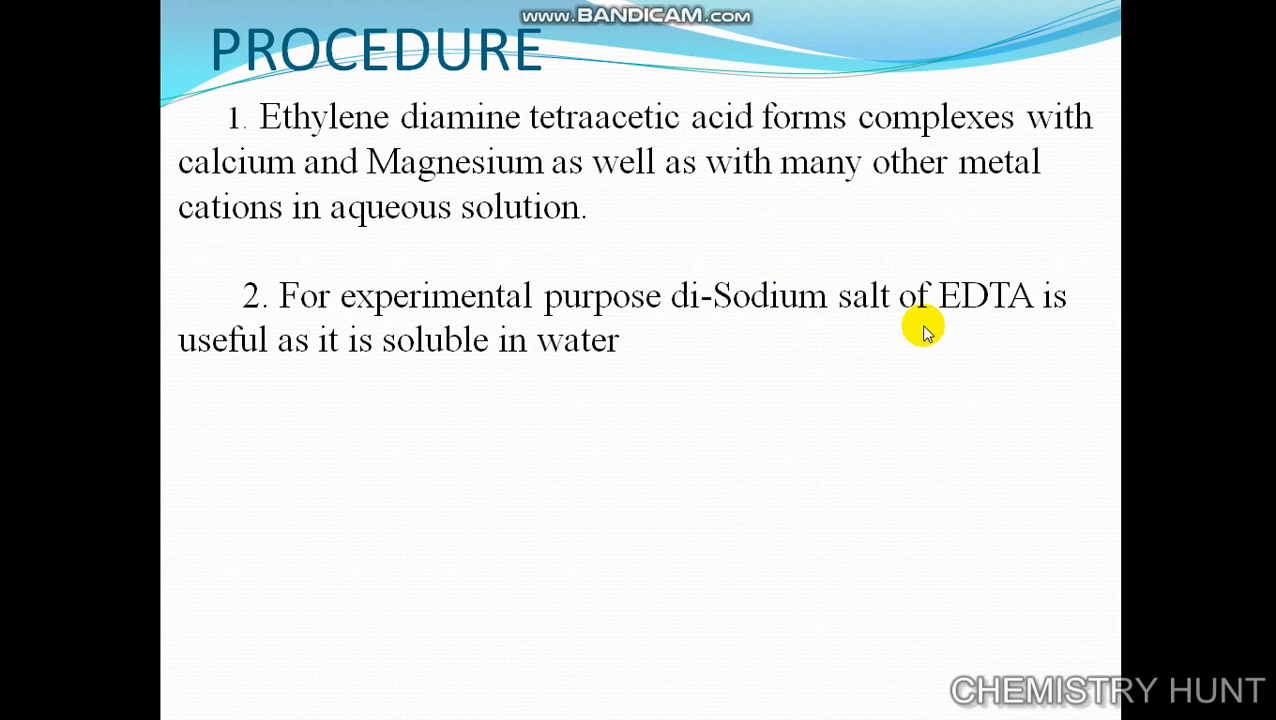 www.BANDICAM.com
PROCEDURE
1. Ethylene diamine tetraacetic acid forms complexes with
calcium and Magnesium as well as with many other metal
cations in aqueous solution.
2. For experimental purpose di-Sodium salt of EDTA is
useful as it is soluble in water
CHEMISTRY HUNT